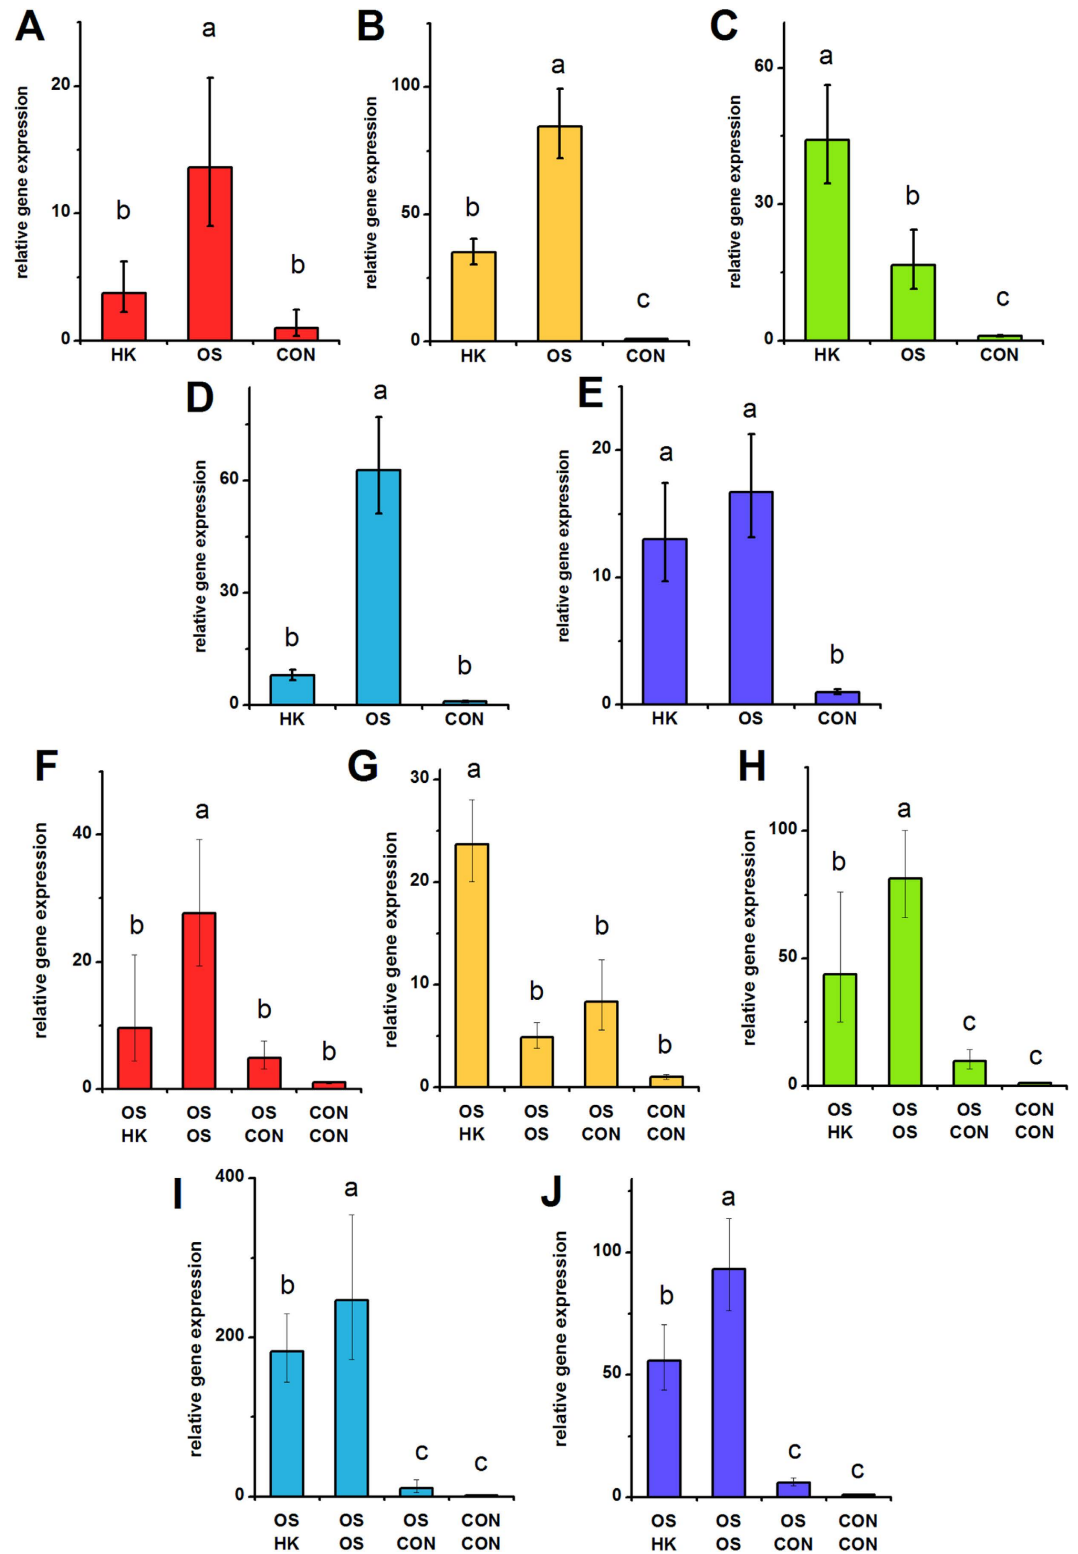 A
relative gene expression
20
10
0
b
a
b
HK OS CON
B
relative gene expression
100
50
0
b
a
c
HK OS CON
C
relative gene expression
60
30
0
a
b
c
HK OS CON
D
relative gene expression
60
30
0
b
a
b
HK OS CON
E
relative gene expression
20
10
0
a
a
b
HK OS CON
F
relative gene expression
40
20
0
b
a
b
b
OS OS OS CON
HK OS CON CON
G
relative gene expression
30
20
10
0
a
b
b
b
OS OS OS CON
HK OS CON CON
H
relative gene expression
100
50
0
b
a
c
c
OS OS OS CON
HK OS CON CON
I
relative gene expression
400
200
0
b
a
c
c
OS OS OS CON
HK OS CON CON
J
relative gene expression
100
50
0
b
a
c
c
OS OS OS CON
HK OS CON CON